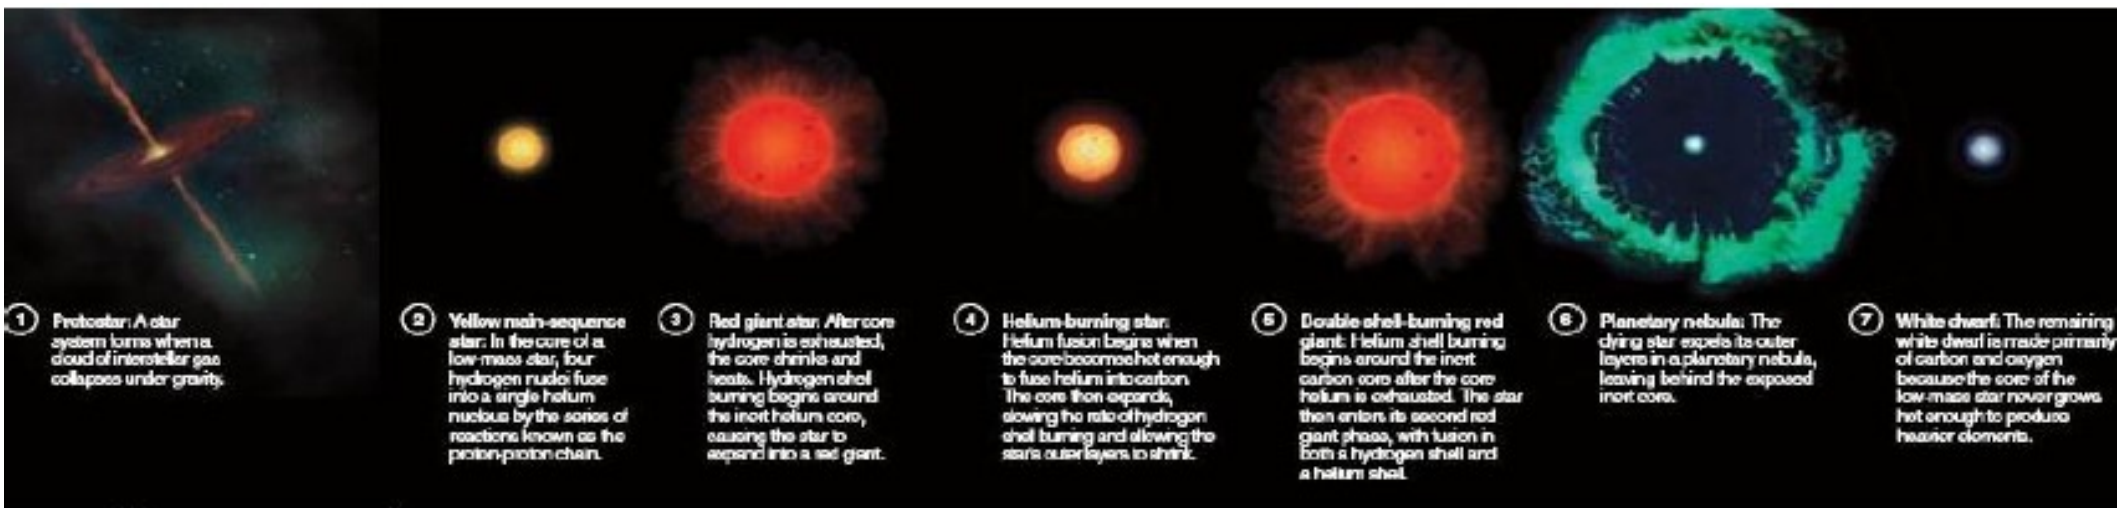 1
Protostar: A star
system forms when a
cloud of interstellar gas
collapses under gravity.
2
Yellow main-sequence
star: In the core of a
low-mass star, four
hydrogen nuclei fuse
into a single helium
nucleus by the series of
reactions known as the
proton-proton chain.
3
Red giant star: After core
hydrogen is exhausted,
the core shrinks and
heats. Hydrogen shell
burning begins around
the inert helium core,
causing the star to
expand into a red giant.
4
Helium-burning star:
Helium fusion begins when
the core becomes hot enough
to fuse helium into carbon.
The core then expands,
slowing the rate of hydrogen
shell burning and allowing the
star's outer layers to shrink.
5
Double shell-burning red
giant: Helium shell burning
begins around the inert
carbon core after the core
helium is exhausted. The star
then enters its second red
giant phase, with fusion in
both a hydrogen shell and
a helium shell.
6
Planetary nebula: The
dying star expels its outer
layers in a planetary nebula,
leaving behind the exposed
inert core.
7
White dwarf: The remaining
white dwarf is made primarily
of carbon and oxygen
because the core of the
low-mass star never grows
hot enough to produce
heavier elements.